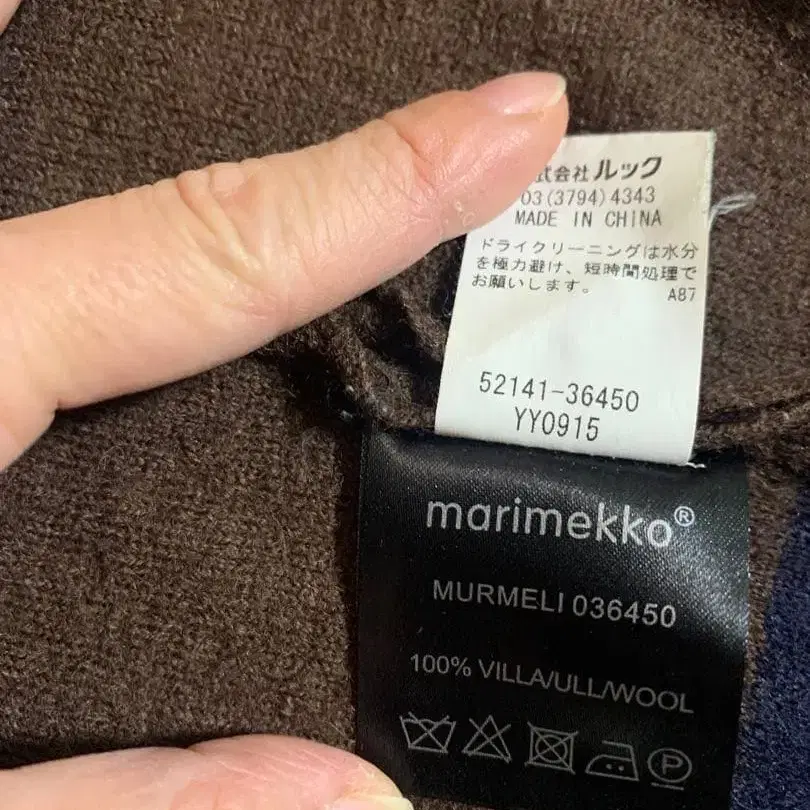 式会社 ルック
03(3794)4343
MADE IN CHINA
ドライクリーニングは水分
を極力避け、短時間処理で
お願いします。 A87
52141-36450
YY0915
marimekko®
MURMELI 036450
100% VILLA/ULL/WOOL
P